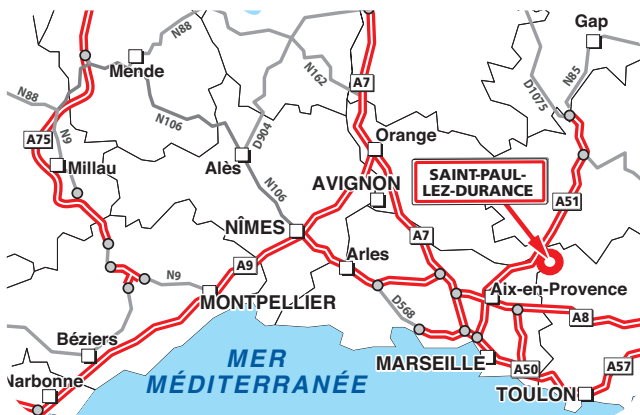 N88
Gap
Mende
N162
A7
D1075
N85
N88
N9
N106
D904
A75
Orange
Millau
Alès
SAINT-PAUL-
LEZ-DURANCE
AVIGNON
N106
A51
NÎMES
A7
Arles
A9
N9
Aix-en-Provence
MONTPELLIER
D568
A8
Béziers
MER
MÉDITERRANÉE
MARSEILLE
A50
A57
Narbonne
TOULON